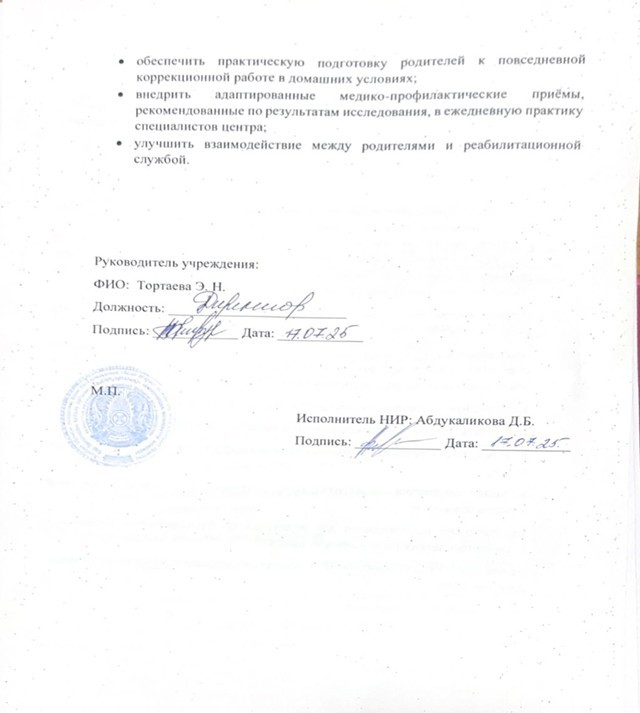 • обеспечить практическую подготовку родителей к повседневной
коррекционной работе в домашних условиях;
• внедрить адаптированные медико-профилактические приёмы,
рекомендованные по результатам исследования, в ежедневную практику
специалистов центра;
• улучшить взаимодействие между родителями и реабилитационной
службой.
Руководитель учреждения:
ФИО: Тортаева Э. Н.
Должность: Директор
Подпись: Дата: 17.07.25
М.П.
Исполнитель НИР: Абдукаликова Д.Б.
Подпись: Дата: 17.07.25